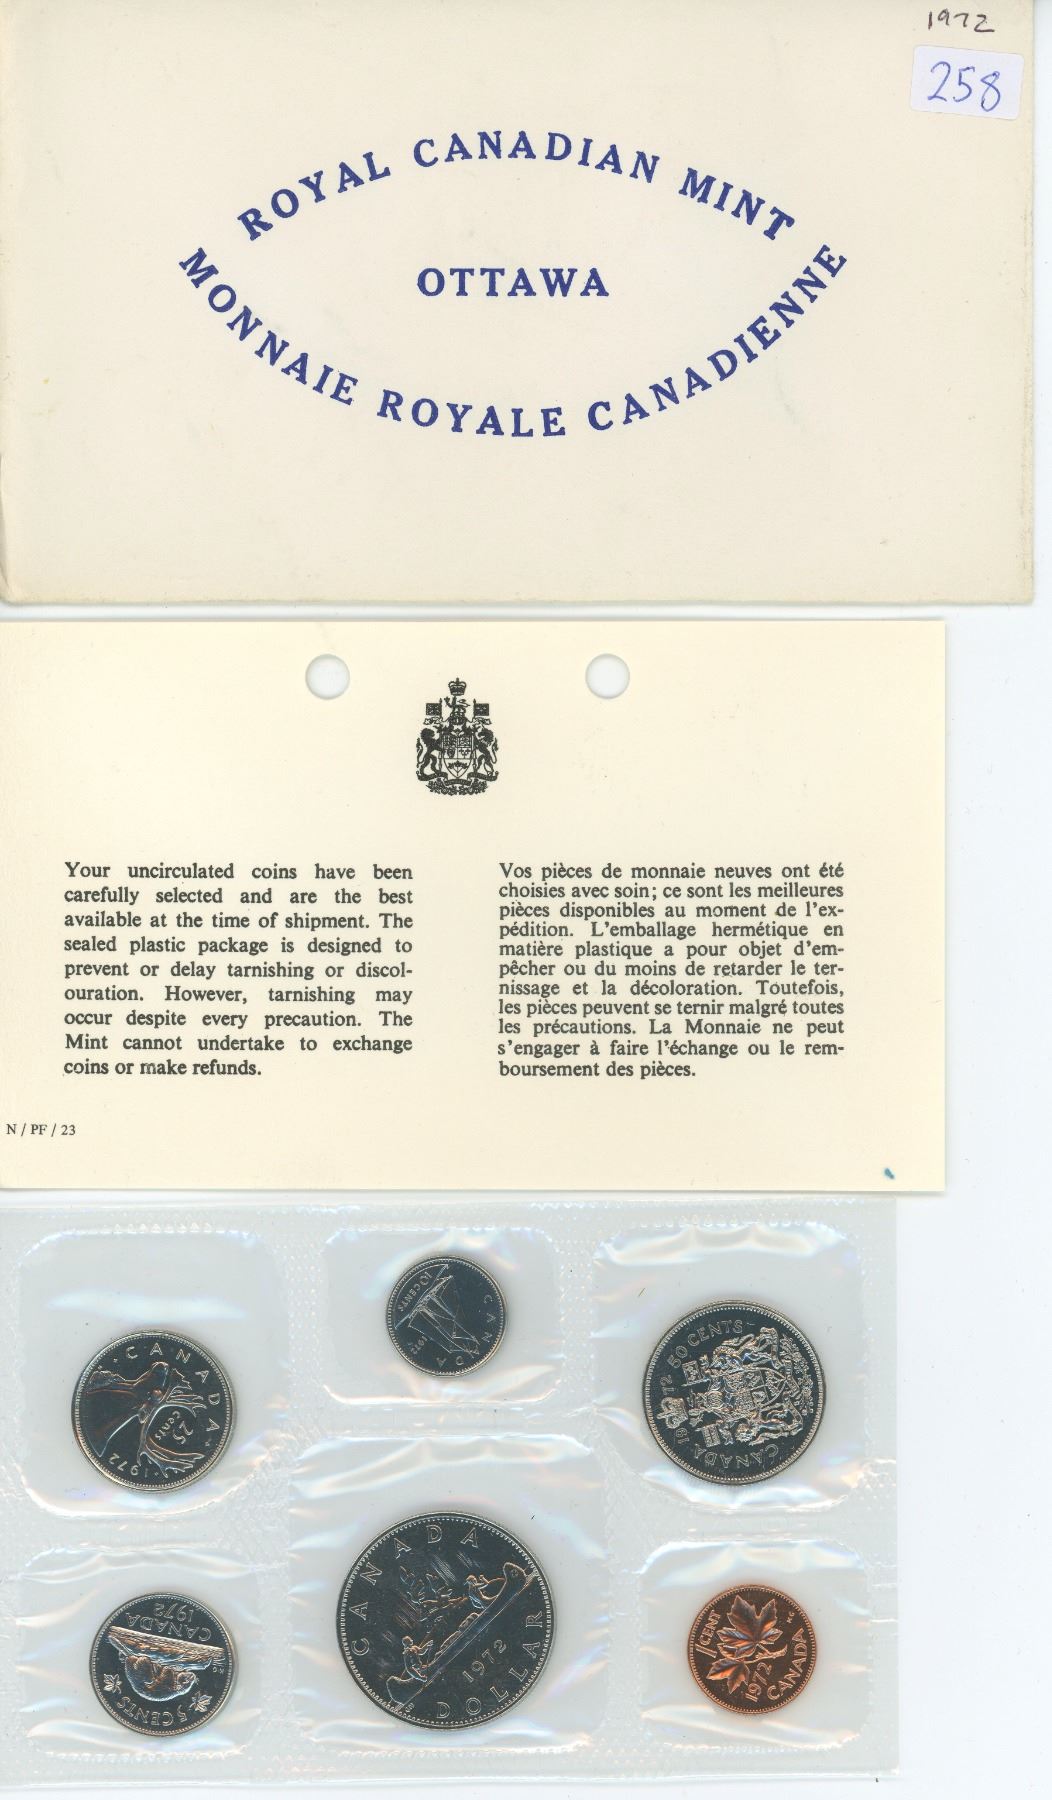 1972
258
ROYAL CANADIAN MINT
OTTAWA
MONNAIE ROYALE CANADIENNE
Your uncirculated coins have been
carefully selected and are the best
available at the time of shipment. The
sealed plastic package is designed to
prevent or delay tarnishing or discol-
ouration. However, tarnishing may
occur despite every precaution. The
Mint cannot undertake to exchange
coins or make refunds.
Vos pièces de monnaie neuves ont été
choisies avec soin; ce sont les meilleures
pièces disponibles au moment de l'ex-
pédition. L'emballage hermétique en
matière plastique a pour objet d'em-
pêcher ou du moins de retarder le ter-
nissage et la décoloration. Toutefois,
les pièces peuvent se ternir malgré toutes
les précautions. La Monnaie ne peut
s'engager à faire l'échange ou le rem-
boursement des pièces.
N / PF / 23
CANADA
25
cents
1972
10 CENTS
CANADA
1972
50 CENTS
1972
CANADA
1972
CANADA
5 CENTS
CANADA
1972
DOLLAR
1 CENT
1972
CANADA